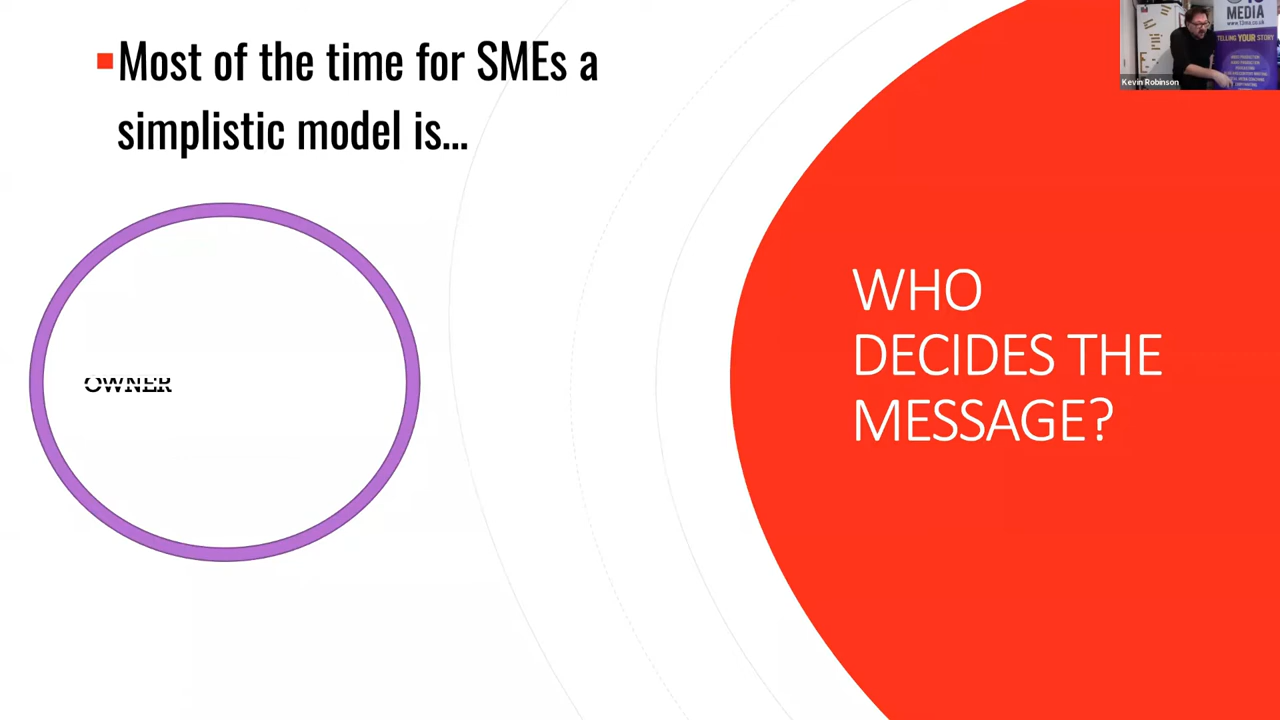 Most of the time for SMEs a
simplistic model is...
OWNER
WHO
DECIDES THE
MESSAGE?
MEDIA
TELLING YOUR STORY
Kevin Robinson